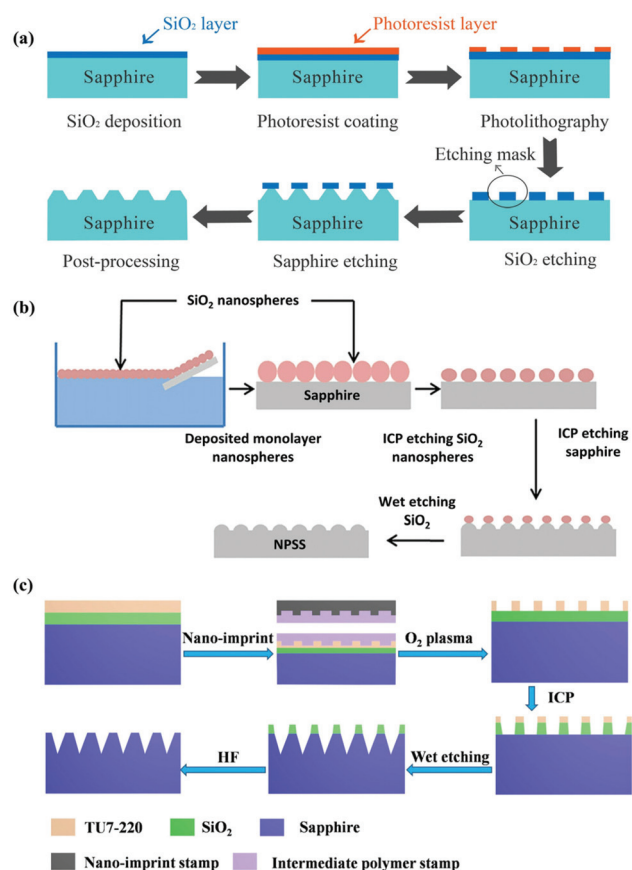 (a)
SiO₂ layer
Photoresist layer
Sapphire
Sapphire
Sapphire
SiO₂ deposition
Photoresist coating
Photolithography
Etching mask
Sapphire
Sapphire
Sapphire
Post-processing
Sapphire etching
SiO₂ etching
(b)
SiO₂ nanospheres
Sapphire
Deposited monolayer
nanospheres
ICP etching SiO₂
nanospheres
ICP etching
sapphire
Wet etching
SiO₂
NPSS
(c)
Nano-imprint
O₂ plasma
ICP
HF
Wet etching
TU7-220
SiO₂
Sapphire
Nano-imprint stamp
Intermediate polymer stamp